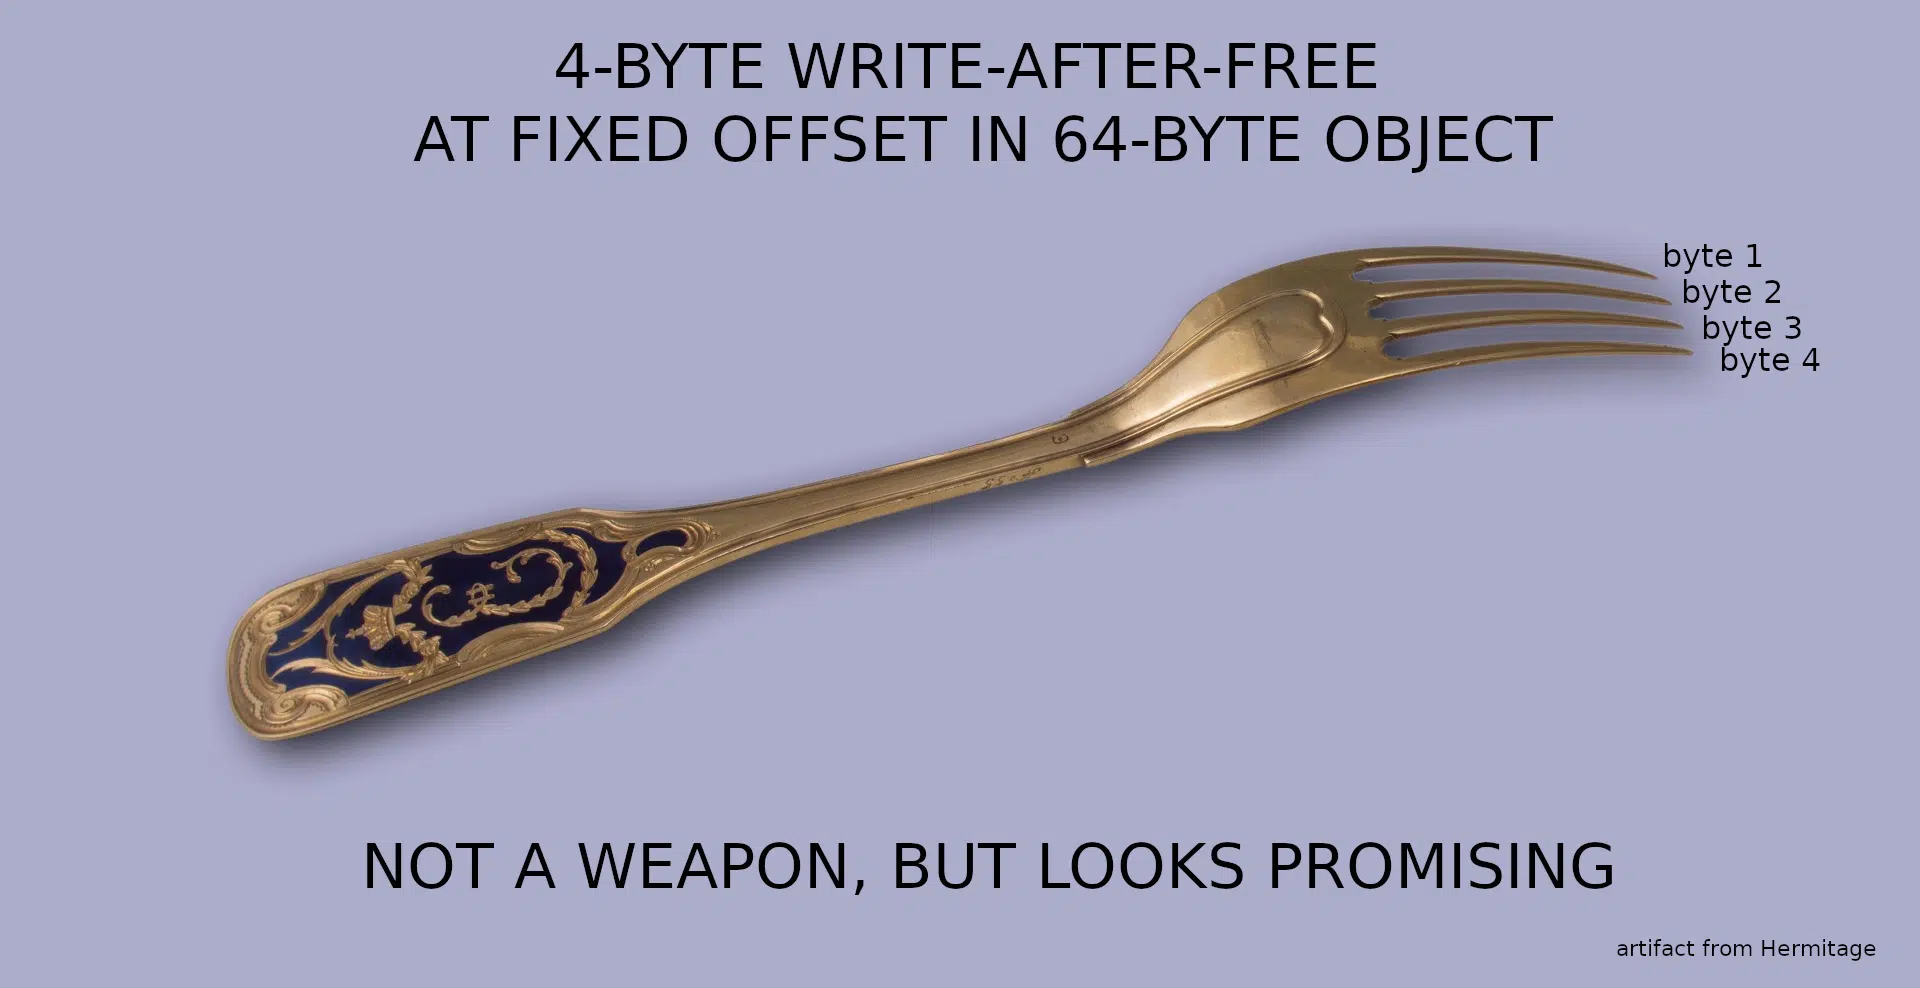 4-BYTE WRITE-AFTER-FREE
AT FIXED OFFSET IN 64-BYTE OBJECT
byte 1
byte 2
byte 3
byte 4
NOT A WEAPON, BUT LOOKS PROMISING
artifact from Hermitage